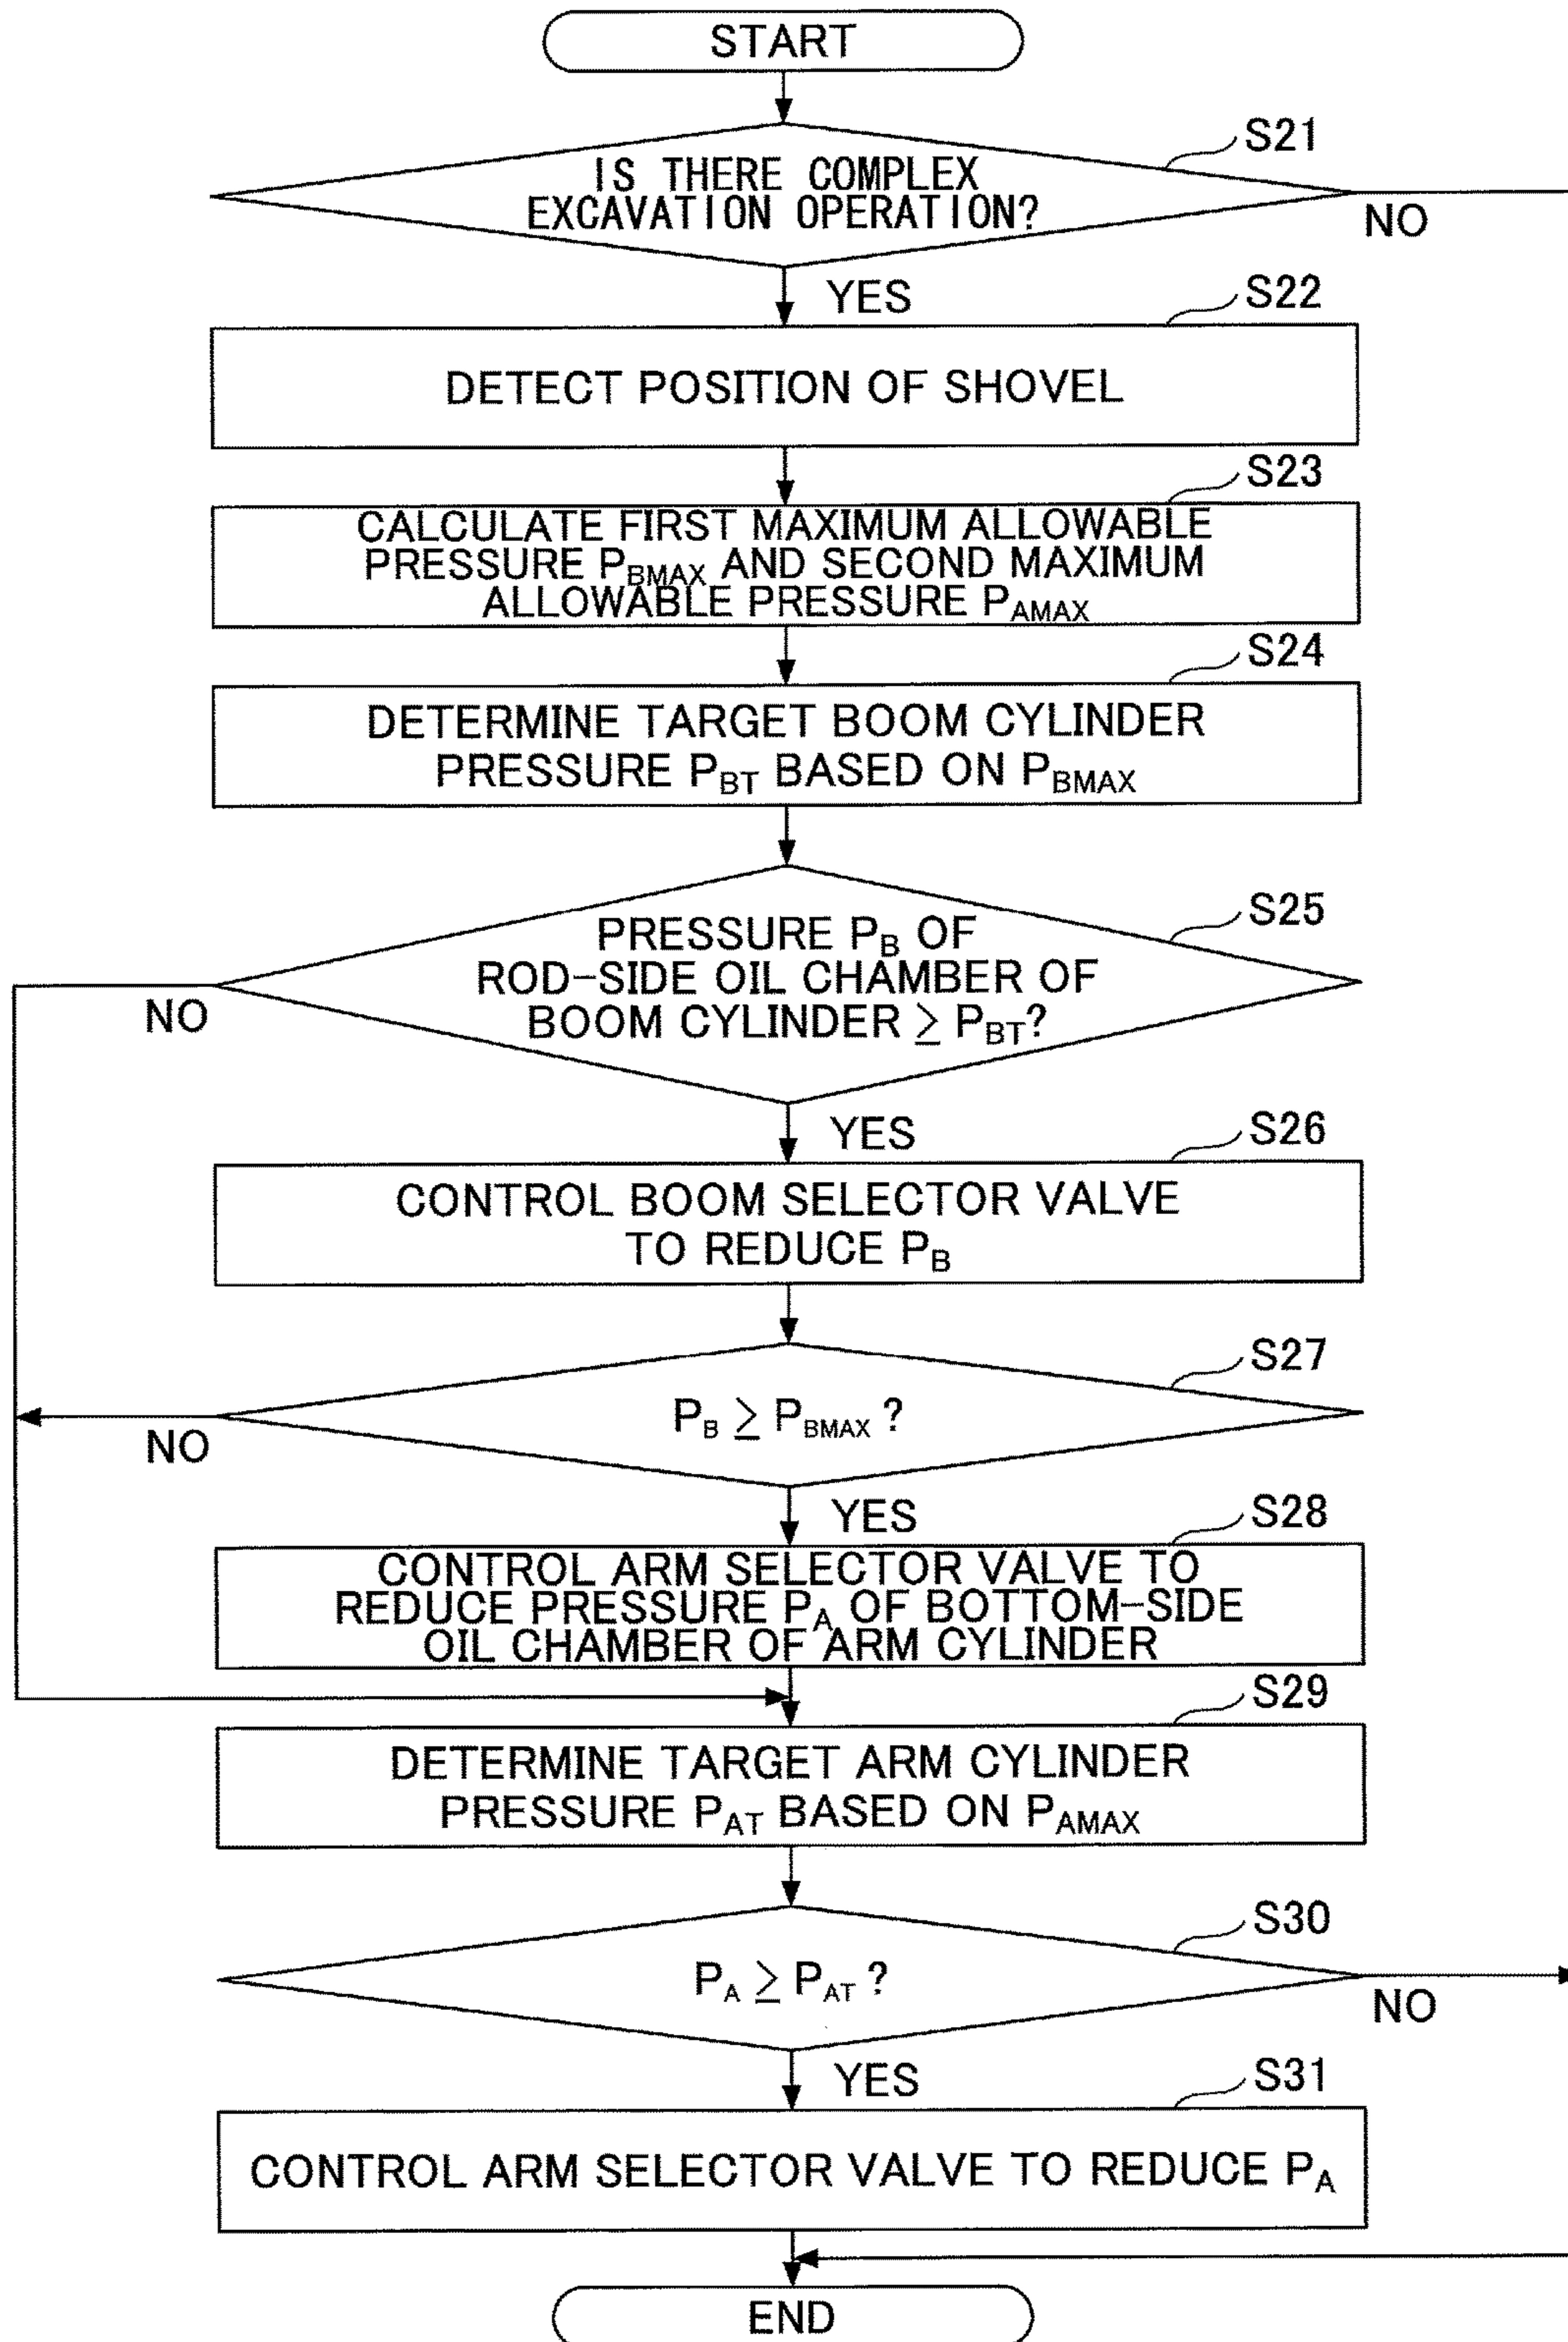 START
S21
IS THERE COMPLEX
EXCAVATION OPERATION?
NO
YES
S22
DETECT POSITION OF SHOVEL
S23
CALCULATE FIRST MAXIMUM ALLOWABLE
PRESSURE PBMAX AND SECOND MAXIMUM
ALLOWABLE PRESSURE PAMAX
S24
DETERMINE TARGET BOOM CYLINDER
PRESSURE PBT BASED ON PBMAX
S25
PRESSURE PB OF
ROD-SIDE OIL CHAMBER OF
BOOM CYLINDER ≥ PBT?
NO
YES
S26
CONTROL BOOM SELECTOR VALVE
TO REDUCE PB
S27
PB ≥ PBMAX ?
NO
YES
S28
CONTROL ARM SELECTOR VALVE TO
REDUCE PRESSURE PA OF BOTTOM-SIDE
OIL CHAMBER OF ARM CYLINDER
S29
DETERMINE TARGET ARM CYLINDER
PRESSURE PAT BASED ON PAMAX
S30
PA ≥ PAT ?
NO
YES
S31
CONTROL ARM SELECTOR VALVE TO REDUCE PA
END